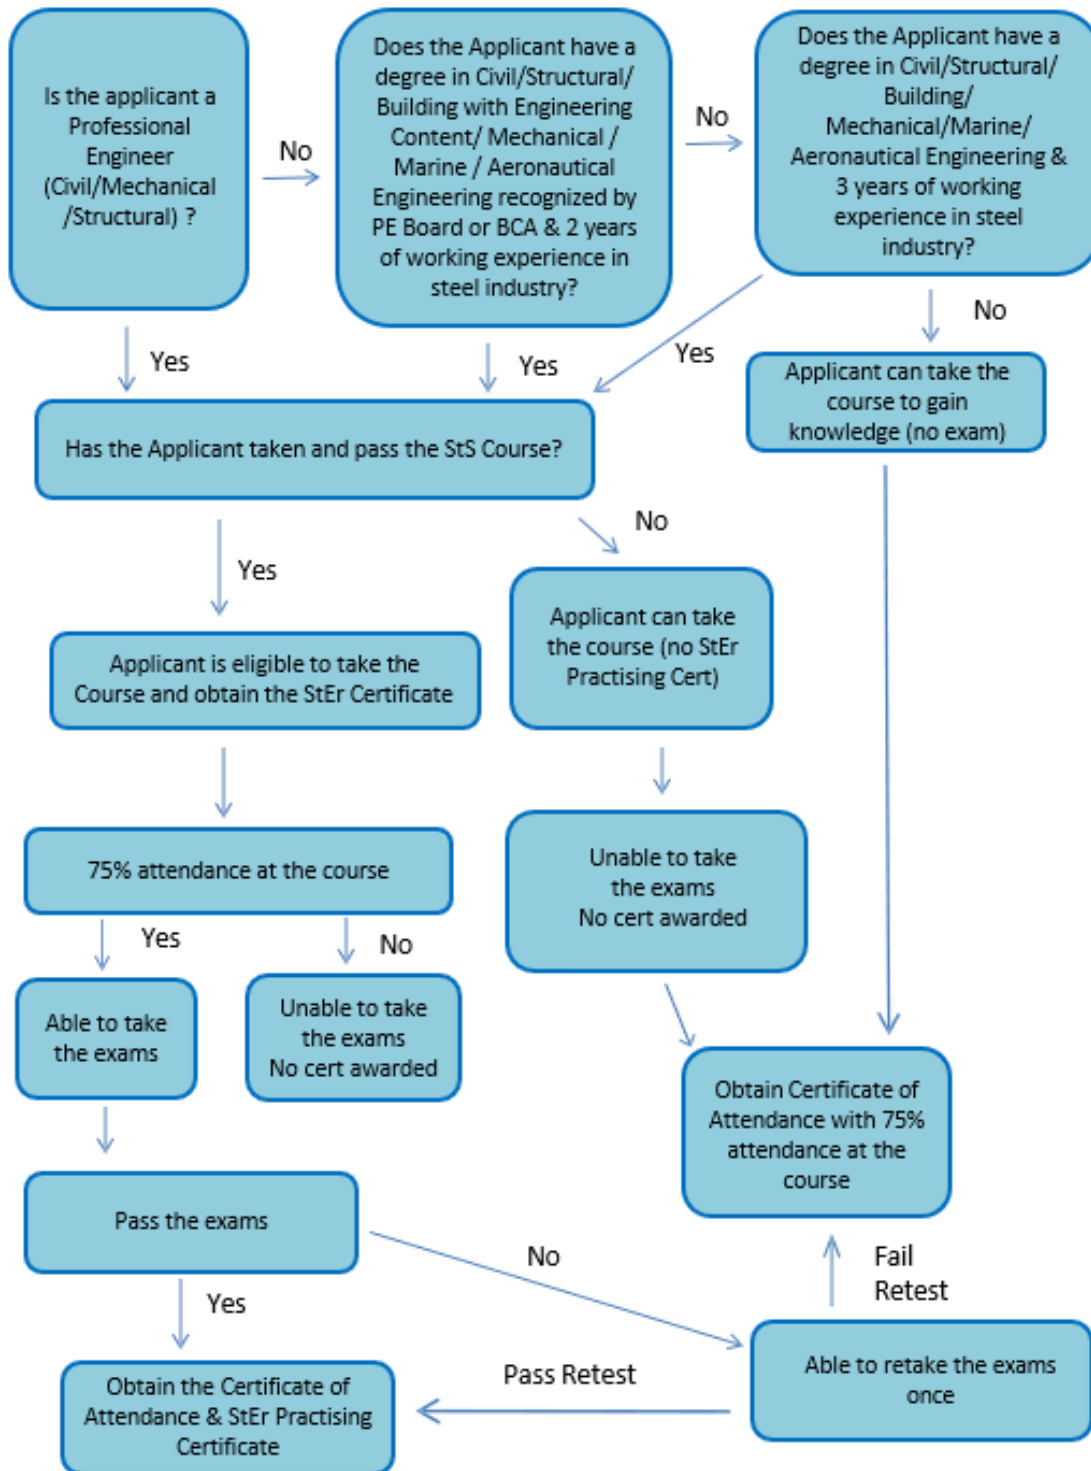 Is the applicant a
Professional
Engineer
(Civil/Mechanical
/Structural) ?
No
Does the Applicant have a
degree in Civil/Structural/
Building with Engineering
Content/ Mechanical /
Marine / Aeronautical
Engineering recognized by
PE Board or BCA & 2 years
of working experience in
steel industry?
No
Does the Applicant have a
degree in Civil/Structural/
Building/
Mechanical/Marine/
Aeronautical Engineering &
3 years of working
experience in steel
industry?
Yes
Yes
Yes
No
Applicant can take the
course to gain
knowledge (no exam)
Has the Applicant taken and pass the StS Course?
Yes
No
Applicant can take
the course (no StEr
Practising Cert)
Applicant is eligible to take the
Course and obtain the StEr Certificate
75% attendance at the course
Unable to take
the exams
No cert awarded
Yes
No
Able to take
the exams
Unable to take
the exams
No cert awarded
Obtain Certificate of
Attendance with 75%
attendance at the
course
Pass the exams
No
Fail
Retest
Yes
Pass Retest
Able to retake the exams
once
Obtain the Certificate of
Attendance & StEr Practising
Certificate